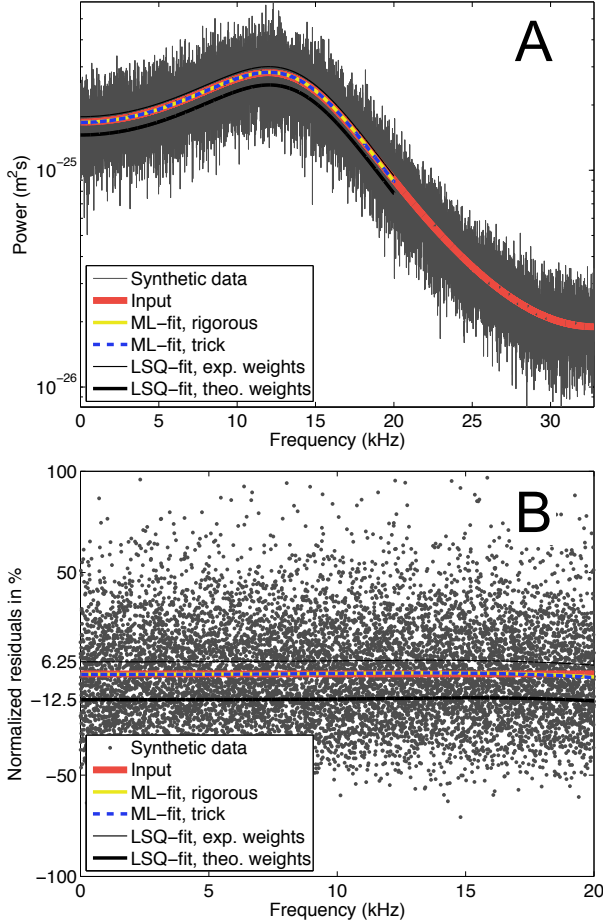 A
Power (m²s)
10⁻²⁵
10⁻²⁶
Synthetic data
Input
ML−fit, rigorous
ML−fit, trick
LSQ−fit, exp. weights
LSQ−fit, theo. weights
0 5 10 15 20 25 30
Frequency (kHz)
B
Normalized residuals in %
100
50
6.25
−12.5
−50
−100
Synthetic data
Input
ML−fit, rigorous
ML−fit, trick
LSQ−fit, exp. weights
LSQ−fit, theo. weights
0 5 10 15 20
Frequency (kHz)